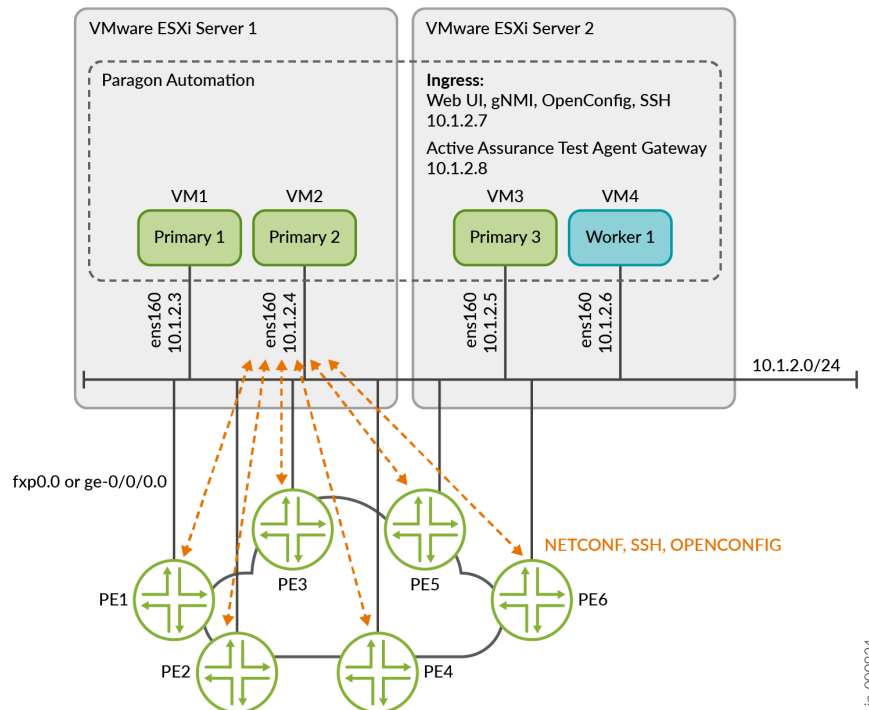 VMware ESXi Server 1
VMware ESXi Server 2
Paragon Automation
Ingress:
Web UI, gNMI, OpenConfig, SSH
10.1.2.7
Active Assurance Test Agent Gateway
10.1.2.8
VM1
VM2
VM3
VM4
Primary 1
Primary 2
Primary 3
Worker 1
ens160
10.1.2.3
ens160
10.1.2.4
ens160
10.1.2.5
ens160
10.1.2.6
10.1.2.0/24
fxp0.0 or ge-0/0/0.0
NETCONF, SSH, OPENCONFIG
PE3
PE5
PE1
PE6
PE2
PE4